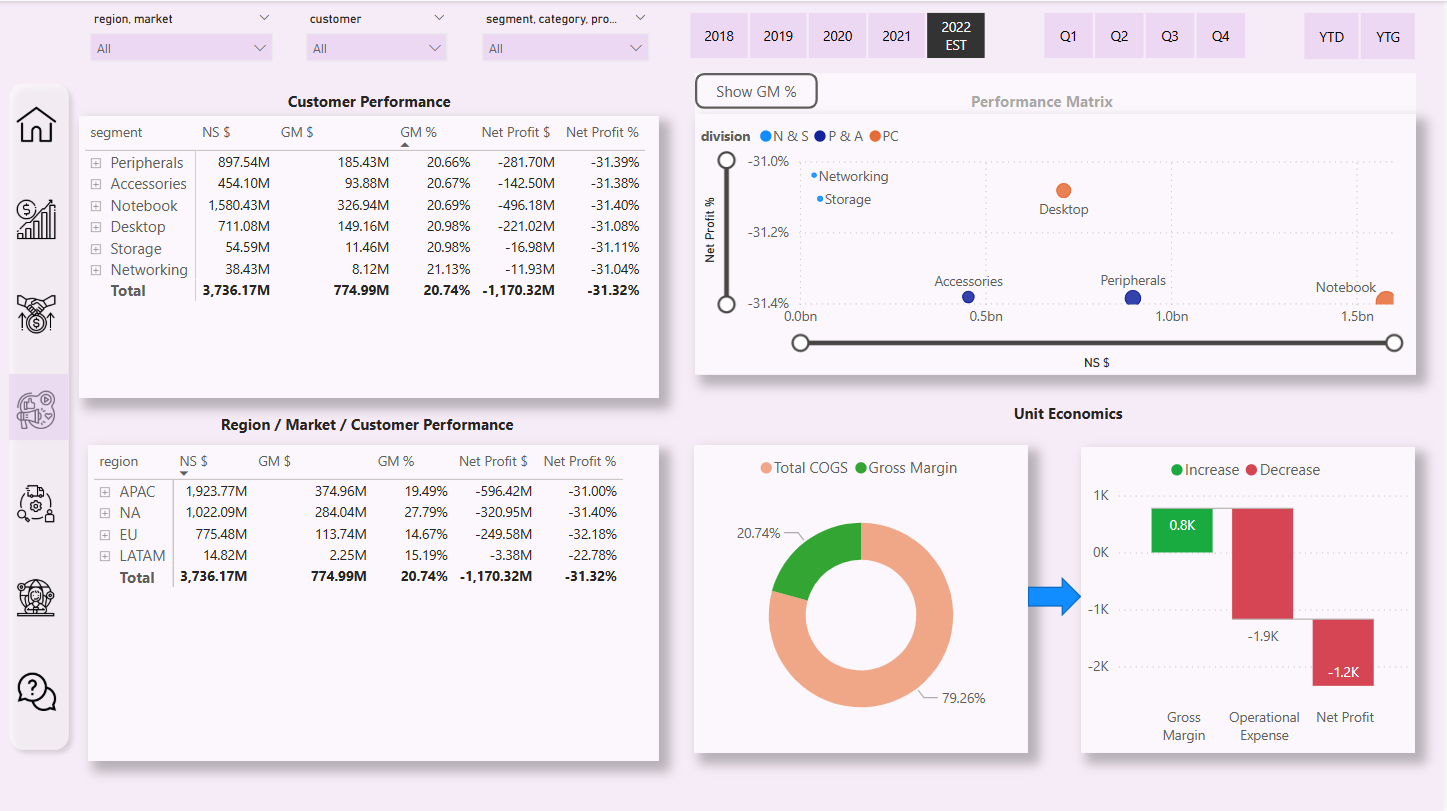 region, market
customer
segment, category, pro...
All
All
All
2018
2019
2020
2021
2022
EST
Q1
Q2
Q3
Q4
YTD
YTG
Customer Performance
segment NS $ GM $ GM % Net Profit $ Net Profit %
Peripherals 897.54M 185.43M 20.66% -281.70M -31.39%
Accessories 454.10M 93.88M 20.67% -142.50M -31.38%
Notebook 1,580.43M 326.94M 20.69% -496.18M -31.40%
Desktop 711.08M 149.16M 20.98% -221.02M -31.08%
Storage 54.59M 11.46M 20.98% -16.98M -31.11%
Networking 38.43M 8.12M 21.13% -11.93M -31.04%
Total 3,736.17M 774.99M 20.74% -1,170.32M -31.32%
Show GM %
Performance Matrix
division N & S P & A PC
Net Profit %
-31.0%
-31.2%
-31.4%
Networking
Storage
Desktop
Accessories
Peripherals
Notebook
0.0bn
0.5bn
1.0bn
1.5bn
NS $
Region / Market / Customer Performance
region NS $ GM $ GM % Net Profit $ Net Profit %
APAC 1,923.77M 374.96M 19.49% -596.42M -31.00%
NA 1,022.09M 284.04M 27.79% -320.95M -31.40%
EU 775.48M 113.74M 14.67% -249.58M -32.18%
LATAM 14.82M 2.25M 15.19% -3.38M -22.78%
Total 3,736.17M 774.99M 20.74% -1,170.32M -31.32%
Unit Economics
Total COGS Gross Margin
20.74%
79.26%
Increase Decrease
1K
0K
-1K
-2K
0.8K
-1.9K
-1.2K
Gross
Margin
Operational
Expense
Net Profit
$
$
?